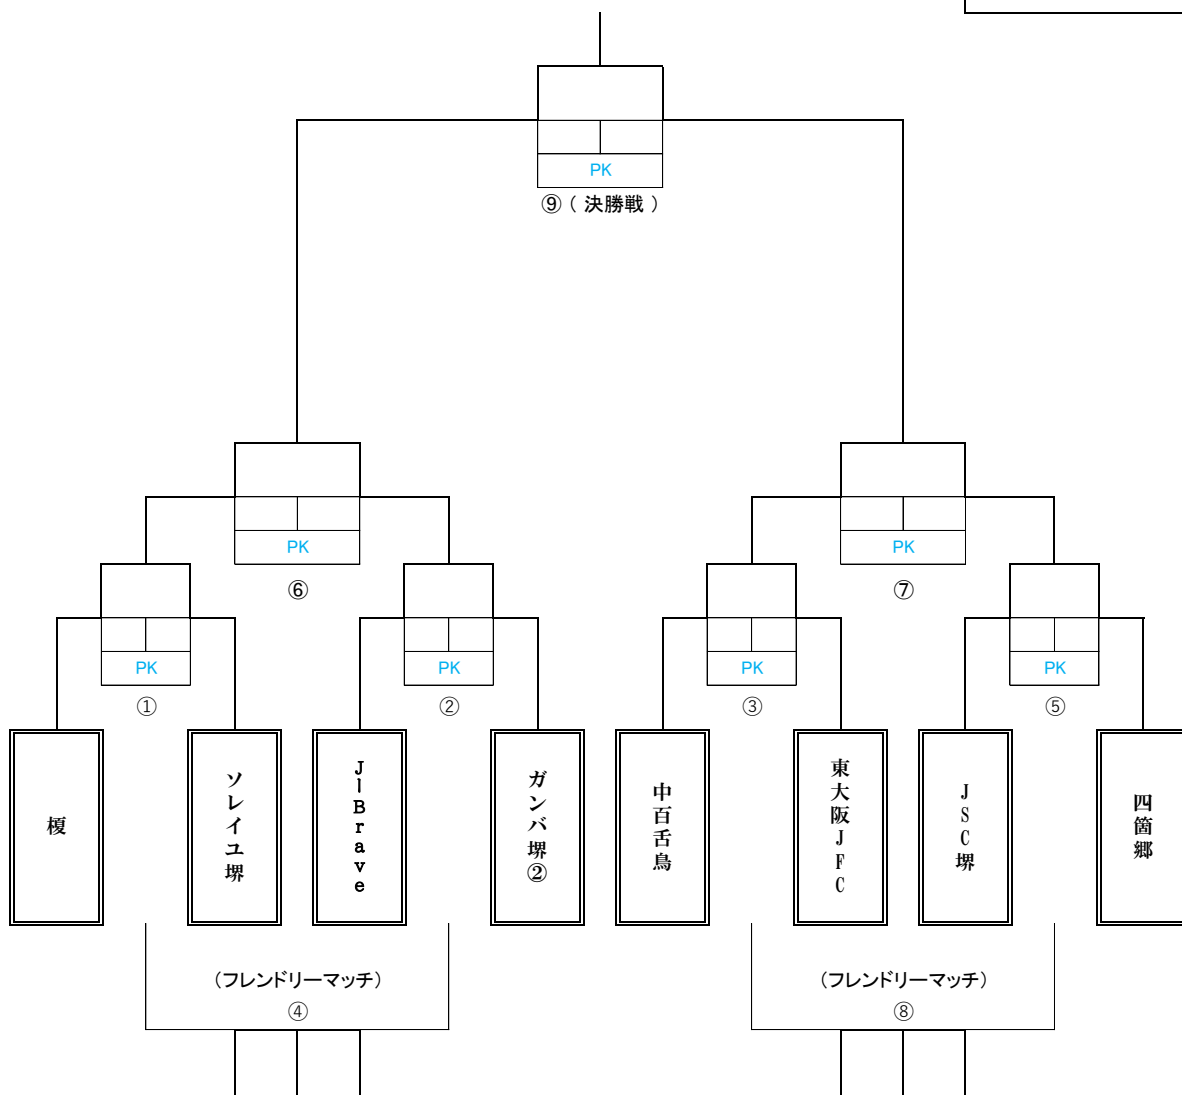 PK
⑨ ( 決勝戦 )
PK
⑥
PK
⑦
PK
①
PK
②
PK
③
PK
⑤
榎
ソレイユ堺
J-Brave
ガンバ堺②
中百舌鳥
東大阪JFC
JSC堺
四箇郷
(フレンドリーマッチ)
④
(フレンドリーマッチ)
⑧